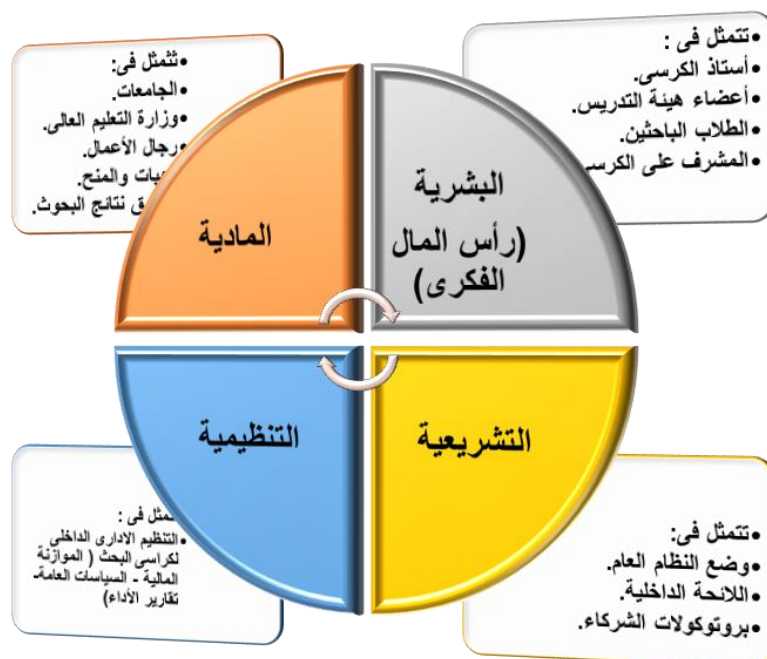 •تتمثل فى :
•أستاذ الكرسى.
•أعضاء هيئة التدريس.
•الطلاب الباحثين.
•المشرف على
البشرية
(رأس المال
الفكرى)
•تتمثل فى:
•الجامعات.
•وزارة التعليم العالى.
•رجال الأعمال.
والمنح.
نتائج البحوث.
المادية
التشريعية
•تتمثل فى:
•وضع النظام العام.
•اللائحة الداخلية.
•بروتوكولات الشركاء.
التنظيمية
فى :
•التنظيم الادارى الداخلى
لكراسى البحث ( الموازنة
المالية - السياسات العامة-
تقارير الأداء)